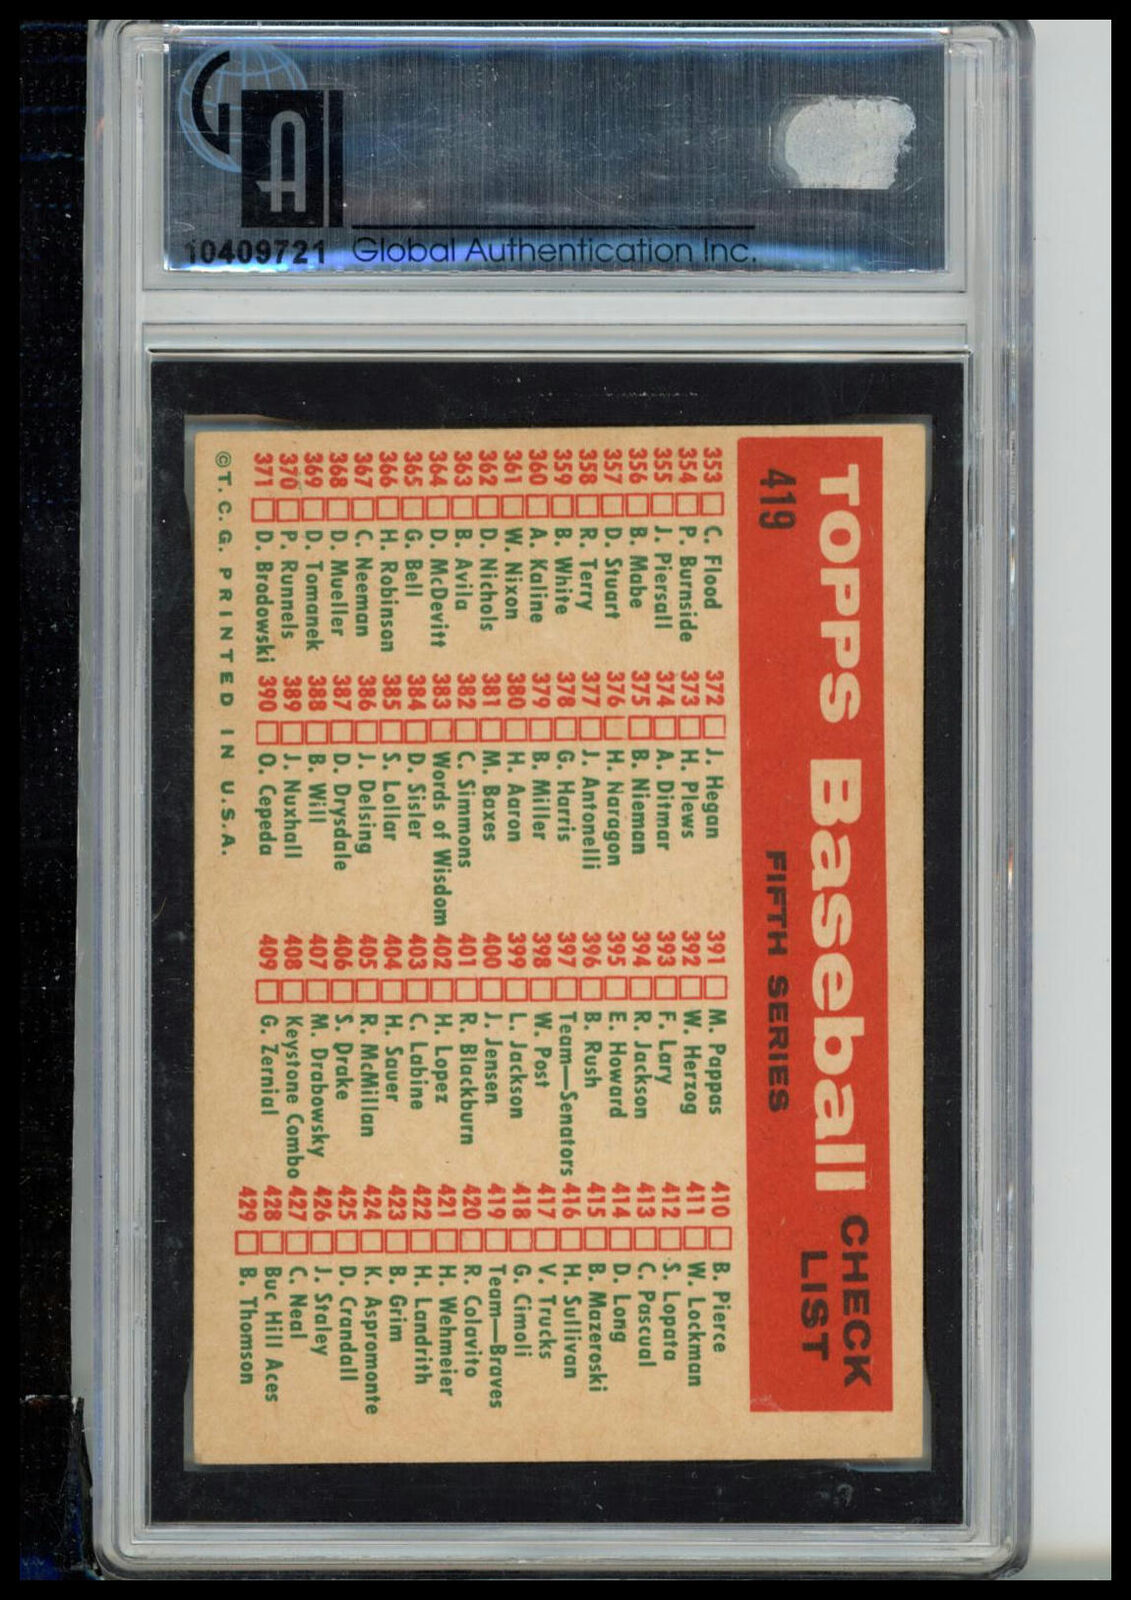 10409721
Global Authentication Inc.
TOPPS Baseball CHECK LIST
419 FIFTH SERIES
353 C. Flood
354 P. Burnside
355 J. Piersall
356 B. Mabe
357 D. Stuart
358 R. Terry
359 B. White
360 A. Kaline
361 W. Nixon
362 D. Nichols
363 B. Avila
364 D. McDevitt
365 G. Bell
366 H. Robinson
367 C. Neeman
368 D. Mueller
369 D. Tomanek
370 P. Runnels
371 D. Brodowski
372 J. Hegan
373 H. Plews
374 A. Ditmar
375 B. Nieman
376 H. Naragon
377 J. Antonelli
378 G. Harris
379 B. Miller
380 H. Aaron
381 M. Baxes
382 C. Simmons
383 Words of Wisdom
384 D. Sisler
385 S. Lollar
386 J. Delsing
387 D. Drysdale
388 B. Will
389 J. Nuxhall
390 O. Cepeda
391 M. Pappas
392 W. Herzog
393 F. Lary
394 R. Jackson
395 E. Howard
396 B. Rush
397 Team—Senators
398 W. Post
399 L. Jackson
400 J. Jensen
401 R. Blackburn
402 H. Lopez
403 C. Labine
404 H. Sauer
405 R. McMillan
406 S. Drake
407 M. Drabowsky
408 Keystone Combo
409 G. Zernial
410 B. Pierce
411 W. Lockman
412 S. Lopata
413 C. Pascual
414 D. Long
415 B. Mazeroski
416 H. Sullivan
417 V. Trucks
418 G. Cimoli
419 Team—Braves
420 R. Colavito
421 H. Wehmeier
422 H. Landrith
423 B. Grim
424 K. Aspromonte
425 D. Crandall
426 J. Staley
427 C. Neal
428 Buc Hill Aces
429 B. Thomson
©T. C. G. PRINTED IN U.S.A.